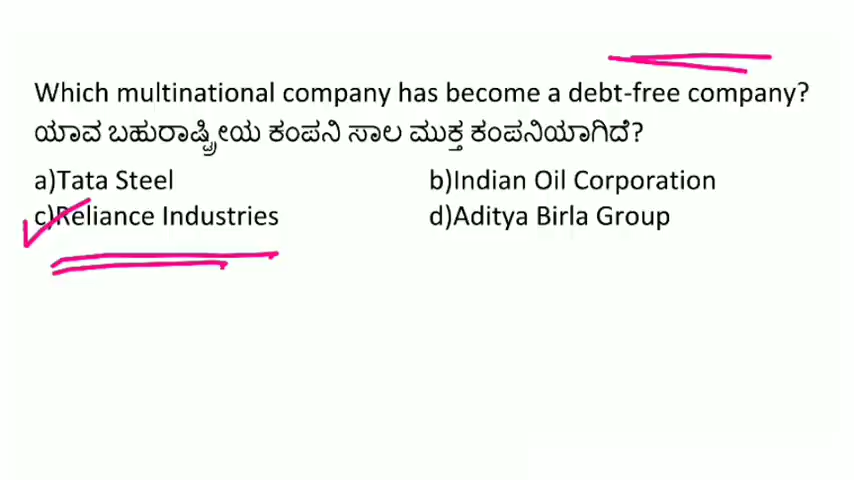 Which multinational company has become a debt-free company?
ಯಾವ ಬಹುರಾಷ್ಟ್ರೀಯ ಕಂಪನಿ ಸಾಲ ಮುಕ್ತ ಕಂಪನಿಯಾಗಿದೆ?
a)Tata Steel b)Indian Oil Corporation
c)Reliance Industries d)Aditya Birla Group